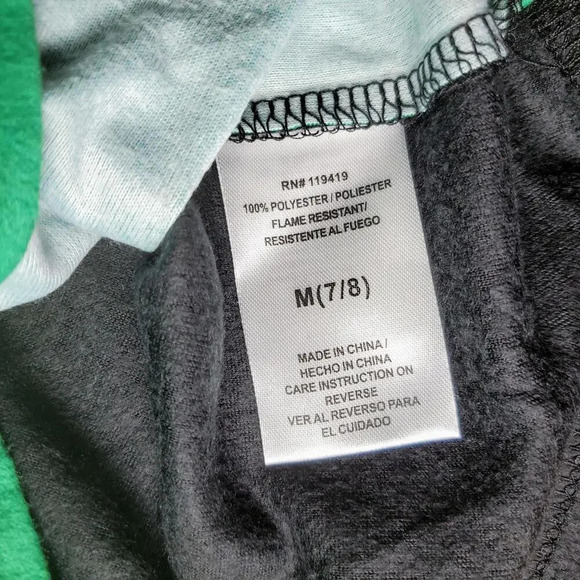 RN# 119419
100% POLYESTER / POLIESTER
FLAME RESISTANT/
RESISTENTE AL FUEGO
M(7/8)
MADE IN CHINA /
HECHO IN CHINA
CARE INSTRUCTION ON
REVERSE
VER AL REVERSO PARA
EL CUIDADO